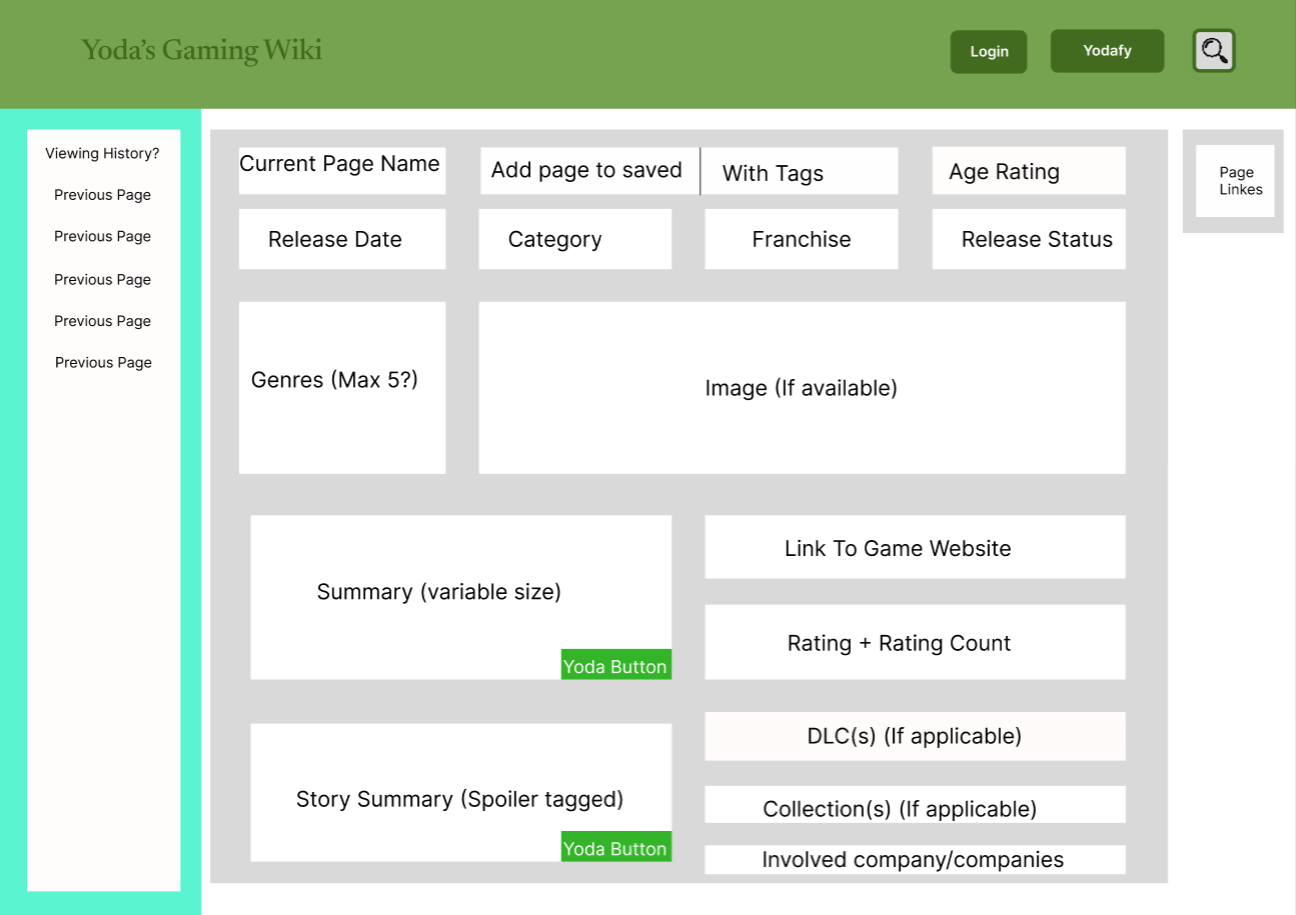 Yoda's Gaming Wiki
Login
Yodafy
Viewing History?
Previous Page
Previous Page
Previous Page
Previous Page
Previous Page
Current Page Name
Add page to saved
With Tags
Age Rating
Release Date
Category
Franchise
Release Status
Genres (Max 5?)
Image (If available)
Summary (variable size)
Yoda Button
Link To Game Website
Rating + Rating Count
Story Summary (Spoiler tagged)
Yoda Button
DLC(s) (If applicable)
Collection(s) (If applicable)
Involved company/companies
Page
Linkes